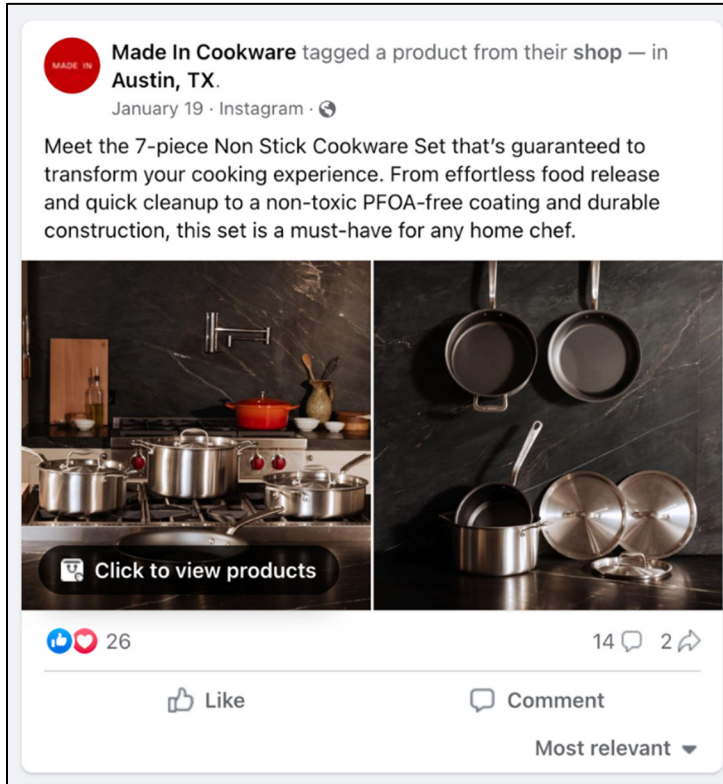 MADE IN
Made In Cookware tagged a product from their shop — in
Austin, TX.
January 19 · Instagram ·
Meet the 7-piece Non Stick Cookware Set that’s guaranteed to
transform your cooking experience. From effortless food release
and quick cleanup to a non-toxic PFOA-free coating and durable
construction, this set is a must-have for any home chef.
Click to view products
26
14
2
Like
Comment
Most relevant